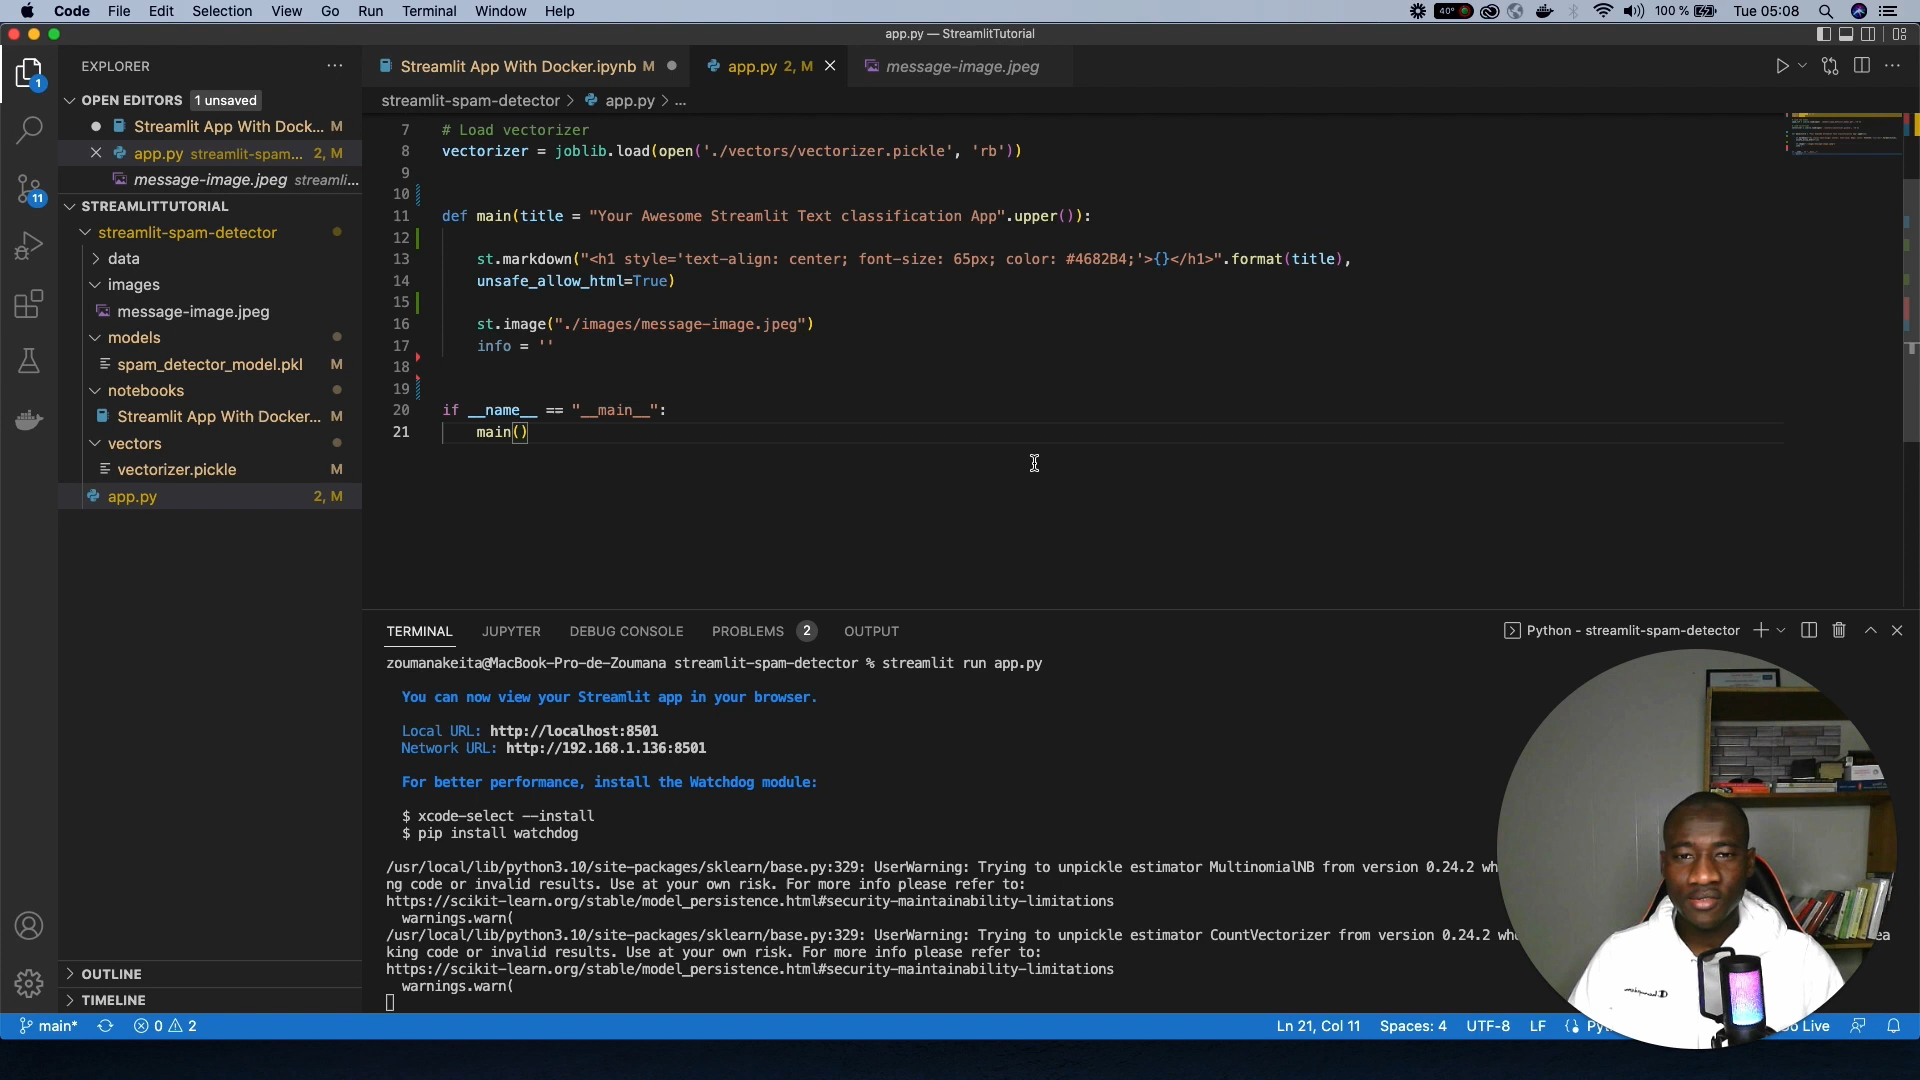 Code File Edit Selection View Go Run Terminal Window Help
40° 100 % Tue 05:08
app.py — StreamlitTutorial
EXPLORER
Streamlit App With Docker.ipynb M
app.py 2, M
message-image.jpeg
OPEN EDITORS 1 unsaved
streamlit-spam-detector > app.py > ...
Streamlit App With Dock... M
app.py streamlit-spam... 2, M
message-image.jpeg streamli...
STREAMLITTUTORIAL
streamlit-spam-detector
data
images
message-image.jpeg
models
spam_detector_model.pkl M
notebooks
Streamlit App With Docker... M
vectors
vectorizer.pickle M
app.py 2, M
OUTLINE
TIMELINE
1
11
7 # Load vectorizer
8 vectorizer = joblib.load(open('./vectors/vectorizer.pickle', 'rb'))
9
10
11 def main(title = "Your Awesome Streamlit Text classification App".upper()):
12
13 st.markdown("<h1 style='text-align: center; font-size: 65px; color: #4682B4;'>{}</h1>".format(title),
14 unsafe_allow_html=True)
15
16 st.image("./images/message-image.jpeg")
17 info = ''
18
19
20 if __name__ == "__main__":
21 main()
TERMINAL JUPYTER DEBUG CONSOLE PROBLEMS 2 OUTPUT
Python - streamlit-spam-detector
zoumanakeita@MacBook-Pro-de-Zoumana streamlit-spam-detector % streamlit run app.py
You can now view your Streamlit app in your browser.
Local URL: http://localhost:8501
Network URL: http://192.168.1.136:8501
For better performance, install the Watchdog module:
$ xcode-select --install
$ pip install watchdog
/usr/local/lib/python3.10/site-packages/sklearn/base.py:329: UserWarning: Trying to unpickle estimator MultinomialNB from version 0.24.2 wh
ng code or invalid results. Use at your own risk. For more info please refer to:
https://scikit-learn.org/stable/model_persistence.html#security-maintainability-limitations
warnings.warn(
/usr/local/lib/python3.10/site-packages/sklearn/base.py:329: UserWarning: Trying to unpickle estimator CountVectorizer from version 0.24.2 wh ea
king code or invalid results. Use at your own risk. For more info please refer to:
https://scikit-learn.org/stable/model_persistence.html#security-maintainability-limitations
warnings.warn(
main* 0 2
Ln 21, Col 11 Spaces: 4 UTF-8 LF Py Live